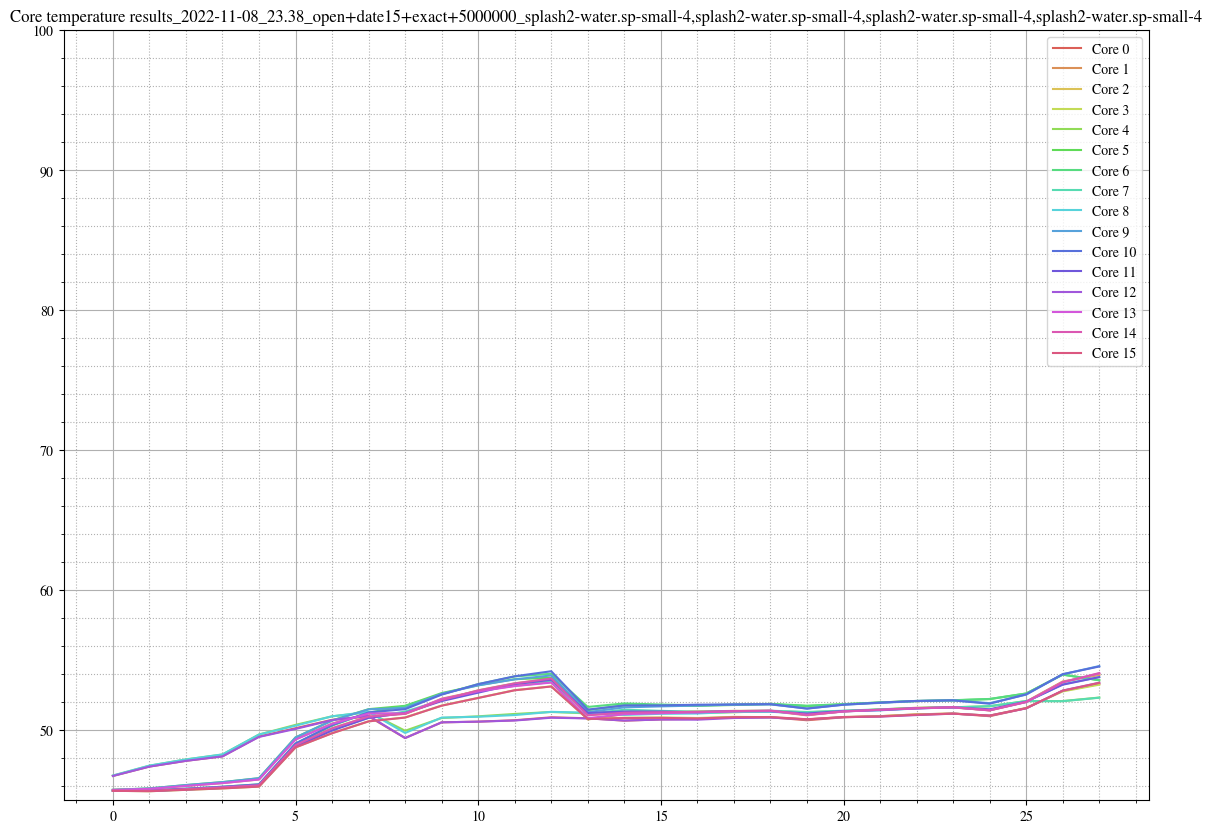 Core temperature results_2022-11-08_23.38_open+date15+exact+5000000_splash2-water.sp-small-4,splash2-water.sp-small-4,splash2-water.sp-small-4,splash2-water.sp-small-4
100
90
80
70
60
50
0
5
10
15
20
25
Core 0
Core 1
Core 2
Core 3
Core 4
Core 5
Core 6
Core 7
Core 8
Core 9
Core 10
Core 11
Core 12
Core 13
Core 14
Core 15